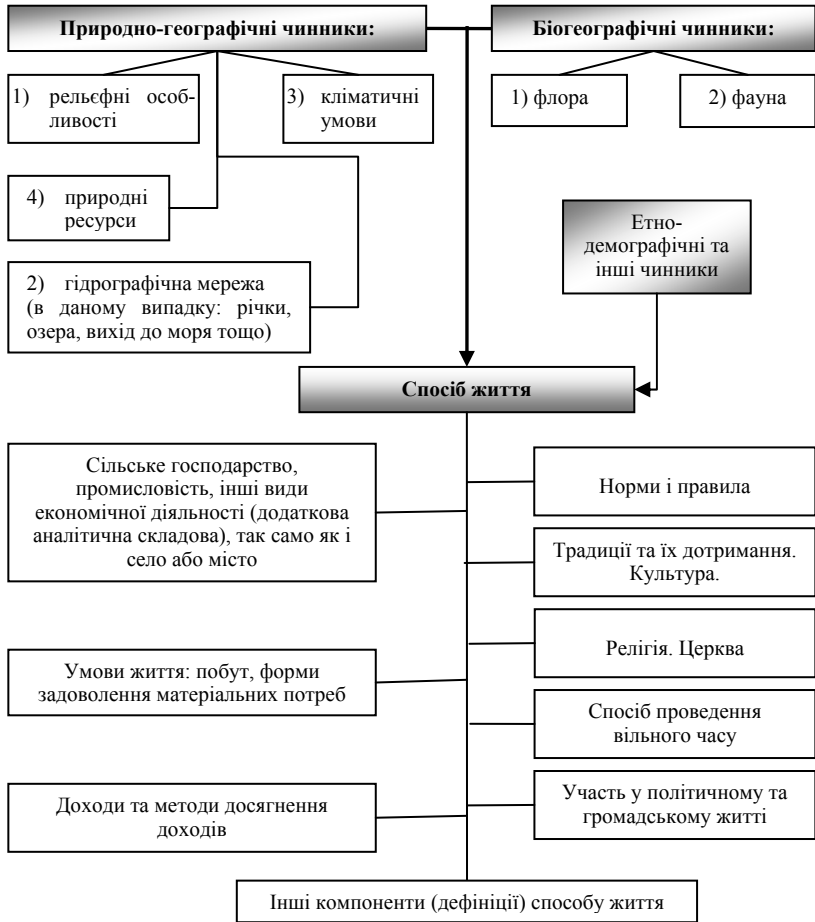 Природно-географічні чинники:
Біогеографічні чинники:
1) рельєфні особ-
ливості
3) кліматичні
умови
1) флора
2) фауна
4) природні
ресурси
Етно-
демографічні та
інші чинники
2) гідрографічна мережа
(в даному випадку: річки,
озера, вихід до моря тощо)
Спосіб життя
Сільське господарство,
промисловість, інші види
економічної діяльності (додаткова
аналітична складова), так само як і
село або місто
Норми і правила
Традиції та їх дотримання.
Культура.
Релігія. Церква
Умови життя: побут, форми
задоволення матеріальних потреб
Спосіб проведення
вільного часу
Доходи та методи досягнення
доходів
Участь у політичному та
громадському житті
Інші компоненти (дефініції) способу життя